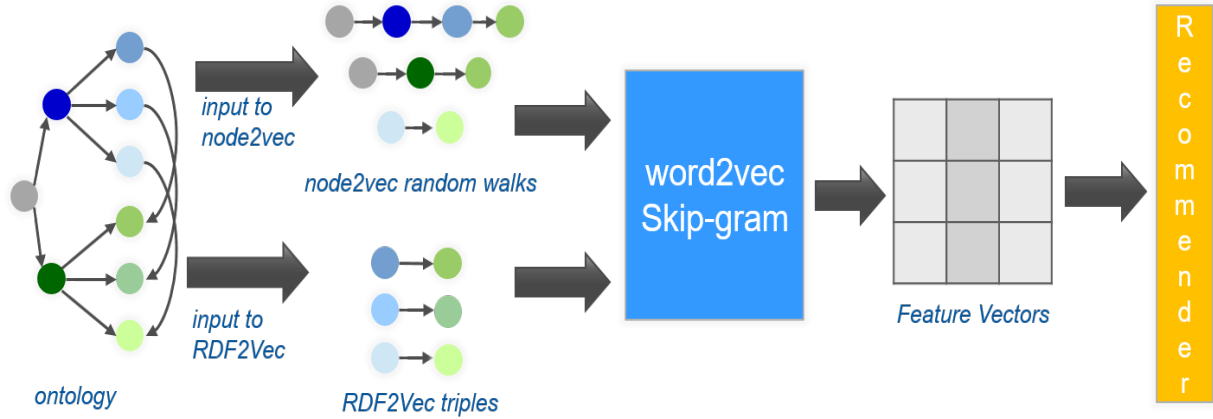 input to
node2vec
node2vec random walks
input to
RDF2Vec
ontology
RDF2Vec triples
word2vec
Skip-gram
Feature Vectors
R
e
c
o
m
m
e
n
d
e
r